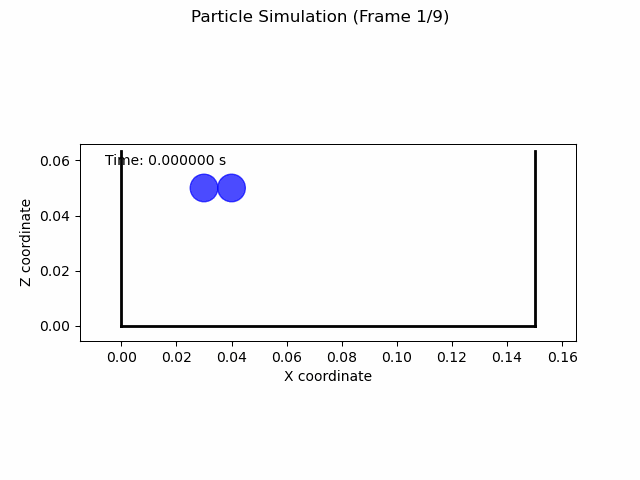 Particle Simulation (Frame 1/9)
Time: 0.000000 s
0.06
0.04
0.02
0.00
Z coordinate
0.00 0.02 0.04 0.06 0.08 0.10 0.12 0.14 0.16
X coordinate